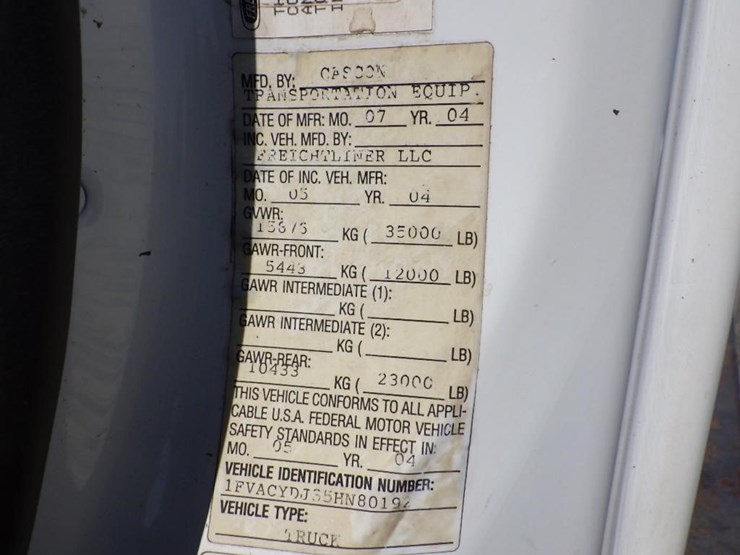 MFD. BY: CASCON
TRANSPORTATION EQUIP.
DATE OF MFR: MO. 07 YR. 04
INC. VEH. MFD. BY:
FREIGHTLINER LLC
DATE OF INC. VEH. MFR:
MO. 05 YR. 04
GVWR:
15875 KG ( 35000 LB)
GAWR-FRONT:
5443 KG ( 12000 LB)
GAWR INTERMEDIATE (1):
KG ( LB)
GAWR INTERMEDIATE (2):
KG ( LB)
GAWR-REAR:
10433 KG ( 23000 LB)
THIS VEHICLE CONFORMS TO ALL APPLI-
CABLE U.S.A. FEDERAL MOTOR VEHICLE
SAFETY STANDARDS IN EFFECT IN:
MO. 05 YR. 04
VEHICLE IDENTIFICATION NUMBER:
VEHICLE TYPE:
TRUCK